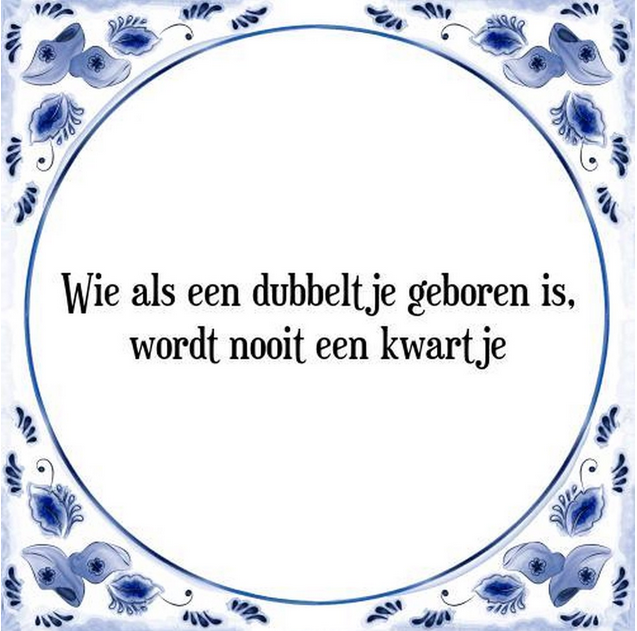 Wie als een dubbeltje geboren is,
wordt nooit een kwartje